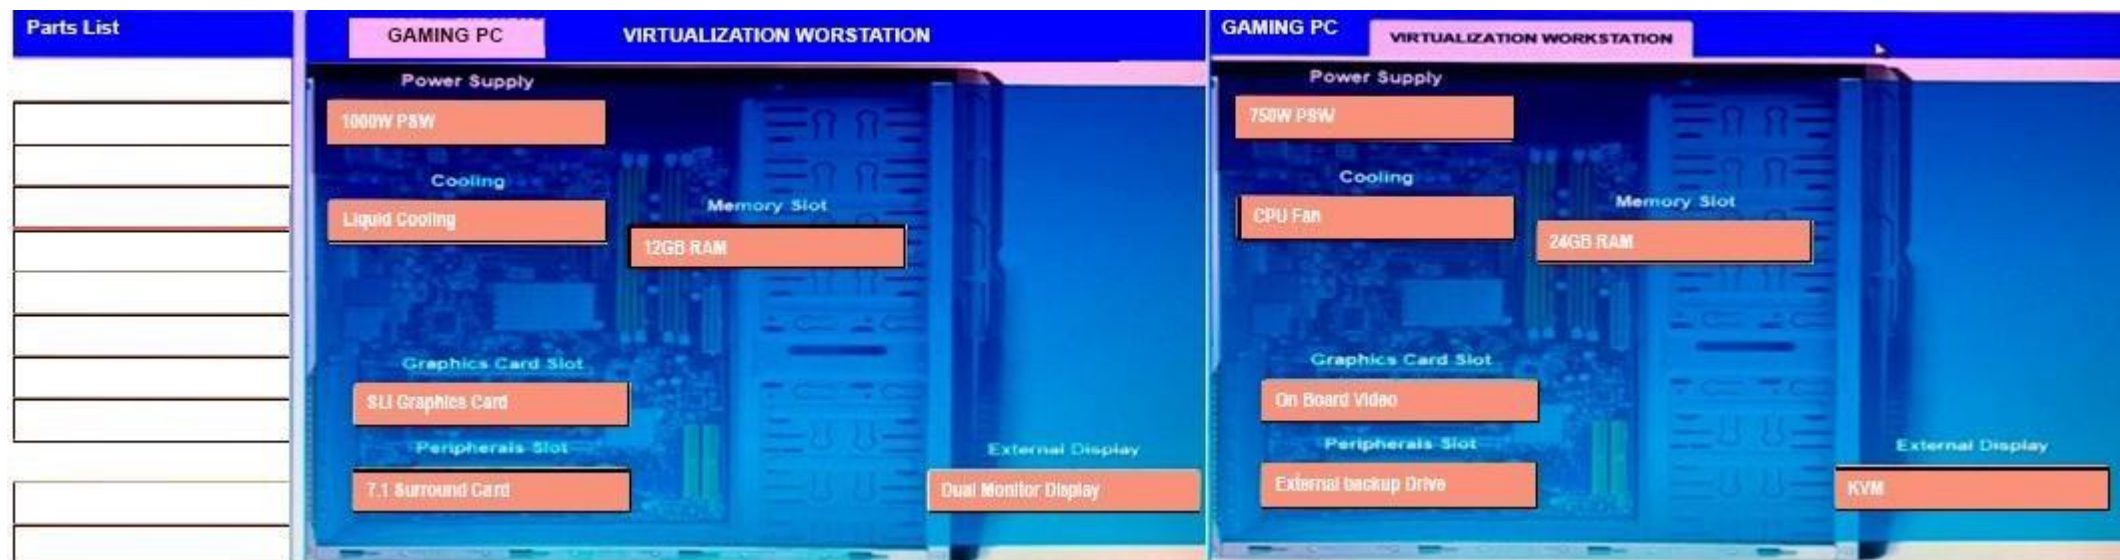 Parts List
GAMING PC
VIRTUALIZATION WORSTATION
Power Supply
1000W PSW
Cooling
Liquid Cooling
Memory Slot
12GB RAM
Graphics Card Slot
SLI Graphics Card
Peripherals Slot
7.1 Surround Card
External Display
Dual Monitor Display
GAMING PC
VIRTUALIZATION WORKSTATION
Power Supply
750W PSW
Cooling
CPU Fan
Memory Slot
24GB RAM
Graphics Card Slot
On Board Video
Peripherals Slot
External backup Drive
External Display
KVM